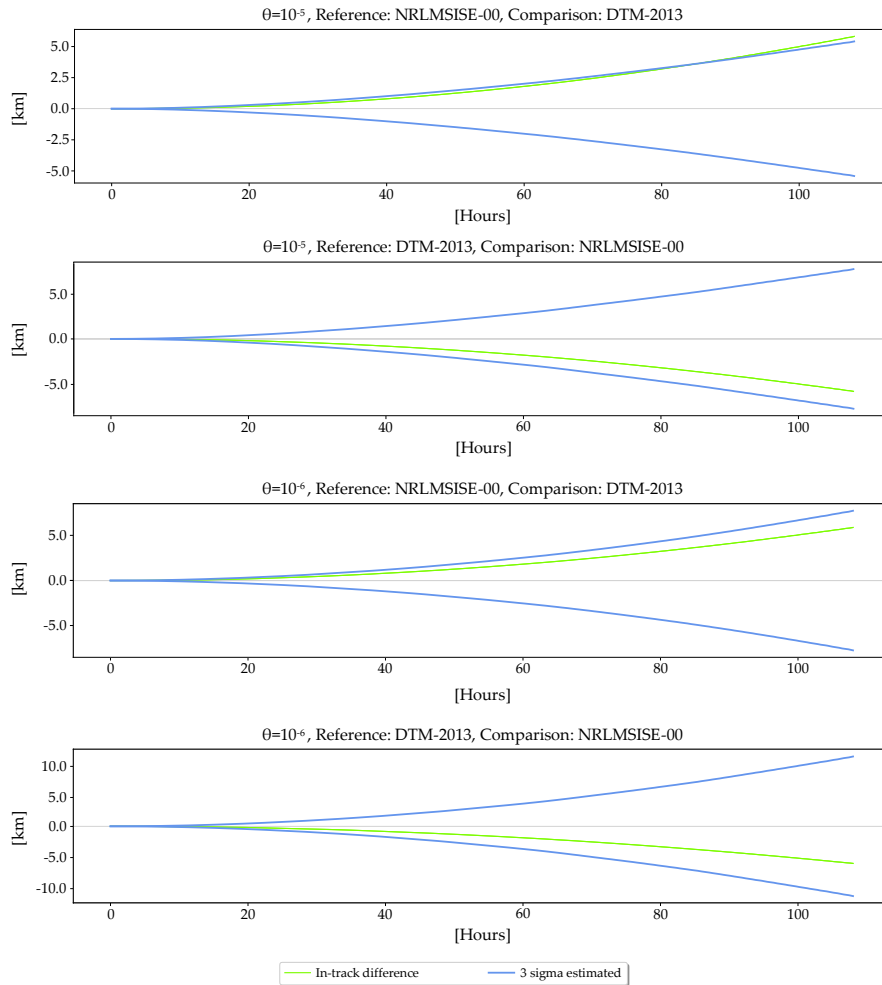 θ=10⁻⁵, Reference: NRLMSISE-00, Comparison: DTM-2013
5.0
2.5
0.0
-2.5
-5.0
[km]
0 20 40 60 80 100
[Hours]
θ=10⁻⁵, Reference: DTM-2013, Comparison: NRLMSISE-00
5.0
0.0
-5.0
[km]
0 20 40 60 80 100
[Hours]
θ=10⁻⁶, Reference: NRLMSISE-00, Comparison: DTM-2013
5.0
0.0
-5.0
[km]
0 20 40 60 80 100
[Hours]
θ=10⁻⁶, Reference: DTM-2013, Comparison: NRLMSISE-00
10.0
5.0
0.0
-5.0
-10.0
[km]
0 20 40 60 80 100
[Hours]
In-track difference 3 sigma estimated